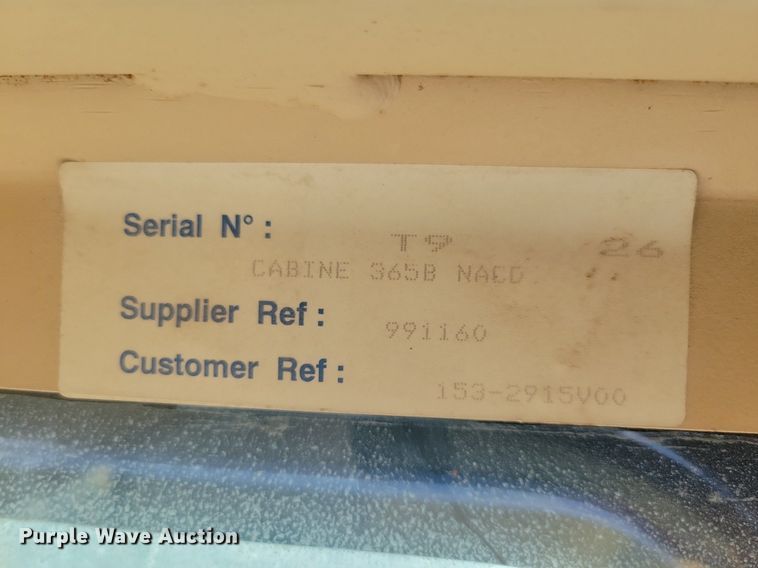 Serial N° : T9 26
CABINE 365B NACD
Supplier Ref : 991160
Customer Ref : 153-2915V00
Purple Wave Auction